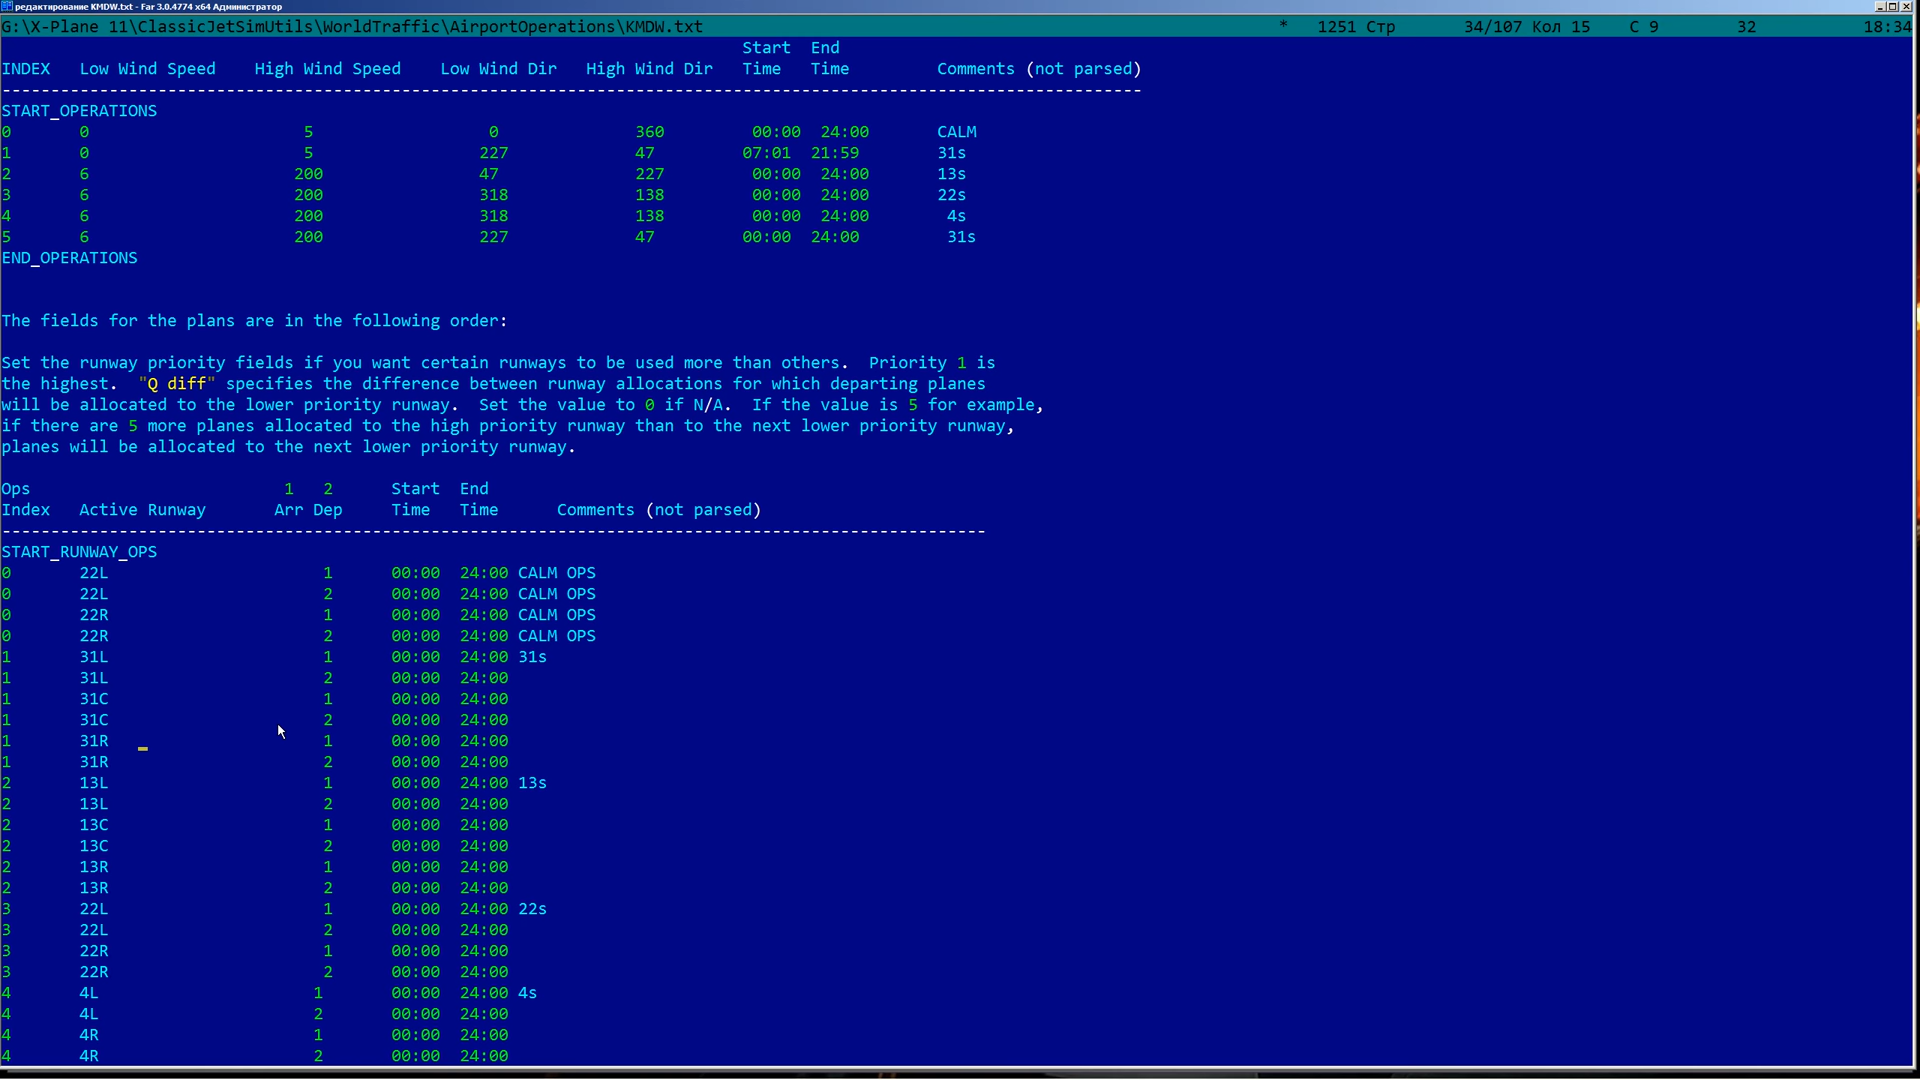 редактирование KMDW.txt - Far 3.0.4774 x64 Администратор
G:\X-Plane 11\ClassicJetSimUtils\WorldTraffic\AirportOperations\KMDW.txt * 1251 Стр 34/107 Кол 15 С 9 32 18:34
Start End
INDEX Low Wind Speed High Wind Speed Low Wind Dir High Wind Dir Time Time Comments (not parsed)
---------------------------------------------------------------------------------------------------------------------
START_OPERATIONS
0 0 5 0 360 00:00 24:00 CALM
1 0 5 227 47 07:01 21:59 31s
2 6 200 47 227 00:00 24:00 13s
3 6 200 318 138 00:00 24:00 22s
4 6 200 318 138 00:00 24:00 4s
5 6 200 227 47 00:00 24:00 31s
END_OPERATIONS
The fields for the plans are in the following order:
Set the runway priority fields if you want certain runways to be used more than others. Priority 1 is
the highest. "Q diff" specifies the difference between runway allocations for which departing planes
will be allocated to the lower priority runway. Set the value to 0 if N/A. If the value is 5 for example,
if there are 5 more planes allocated to the high priority runway than to the next lower priority runway,
planes will be allocated to the next lower priority runway.
Ops 1 2 Start End
Index Active Runway Arr Dep Time Time Comments (not parsed)
-----------------------------------------------------------------------------------------------------
START_RUNWAY_OPS
0 22L 1 00:00 24:00 CALM OPS
0 22L 2 00:00 24:00 CALM OPS
0 22R 1 00:00 24:00 CALM OPS
0 22R 2 00:00 24:00 CALM OPS
1 31L 1 00:00 24:00 31s
1 31L 2 00:00 24:00
1 31C 1 00:00 24:00
1 31C 2 00:00 24:00
1 31R 1 00:00 24:00
1 31R 2 00:00 24:00
2 13L 1 00:00 24:00 13s
2 13L 2 00:00 24:00
2 13C 1 00:00 24:00
2 13C 2 00:00 24:00
2 13R 1 00:00 24:00
2 13R 2 00:00 24:00
3 22L 1 00:00 24:00 22s
3 22L 2 00:00 24:00
3 22R 1 00:00 24:00
3 22R 2 00:00 24:00
4 4L 1 00:00 24:00 4s
4 4L 2 00:00 24:00
4 4R 1 00:00 24:00
4 4R 2 00:00 24:00